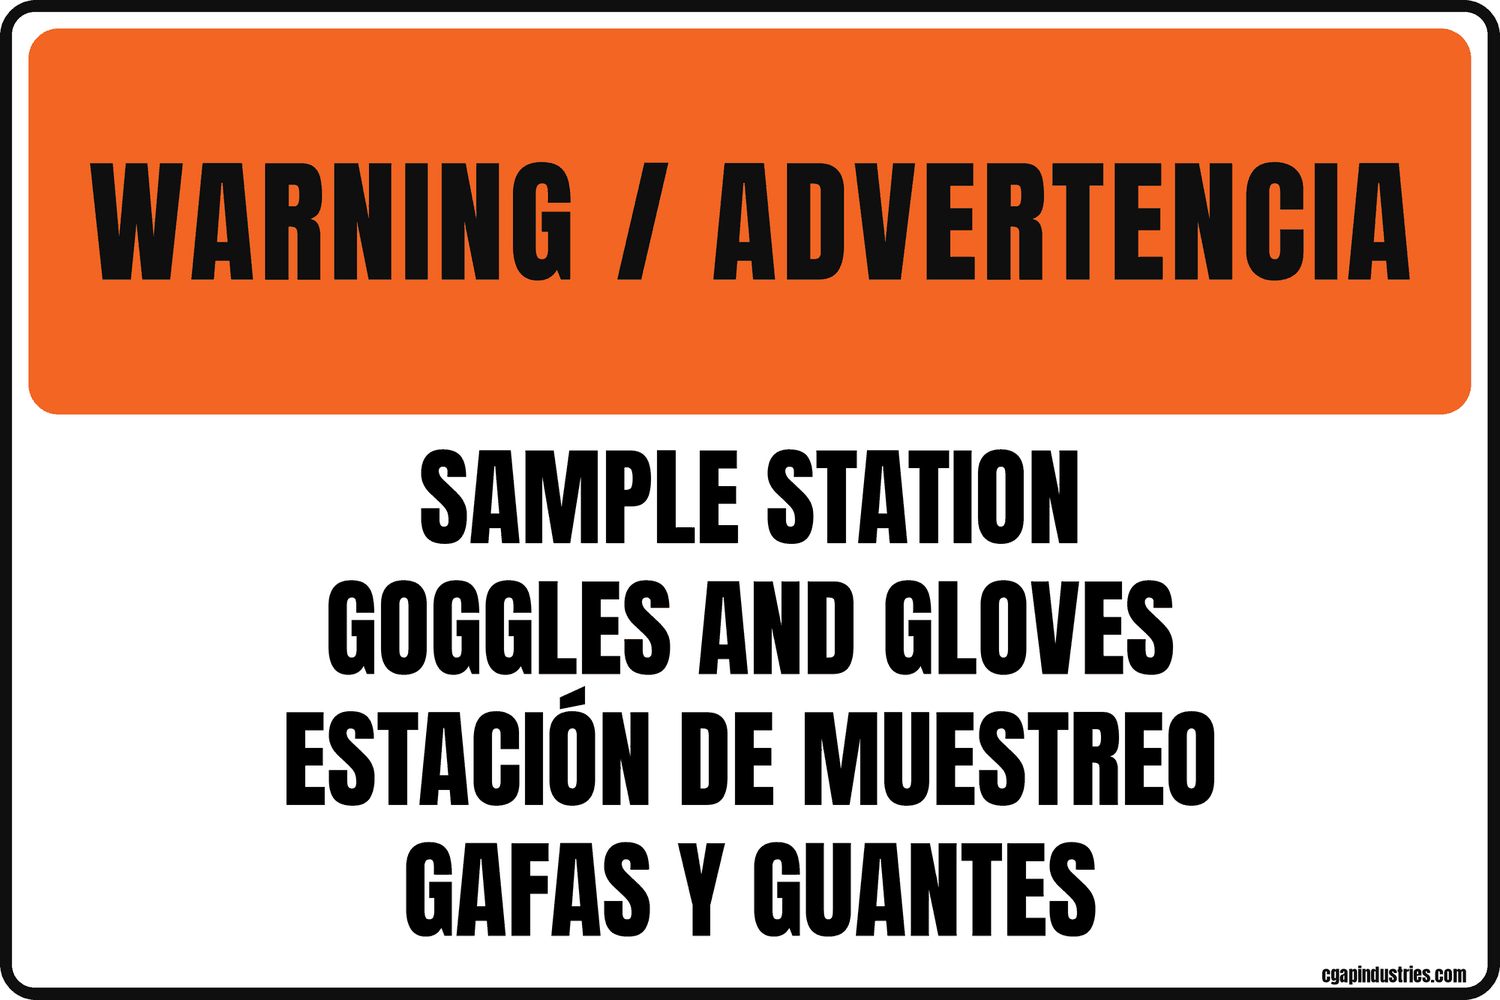 WARNING / ADVERTENCIA
SAMPLE STATION
GOGGLES AND GLOVES
ESTACIÓN DE MUESTREO
GAFAS Y GUANTES
cgapindustries.com